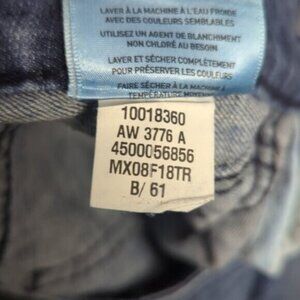 LAVER À LA MACHINE À L'EAU FROIDE
AVEC DES COULEURS SEMBLABLES
UTILISEZ UN AGENT DE BLANCHIMENT
NON CHLORÉ AU BESOIN
LAVER ET SÉCHER COMPLÈTEMENT
POUR PRÉSERVER LES COULEURS
FAIRE SÉCHER À LA MACHINE À
TEMPÉRATURE
10018360
AW 3776 A
4500056856
MX08F18TR
B/ 61